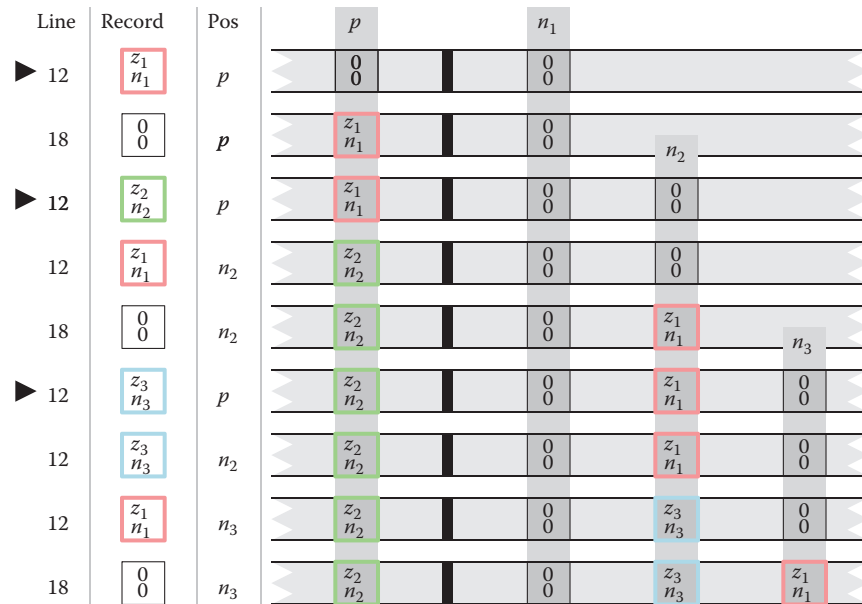 Line Record Pos p n₁
▶ 12 z₁ n₁ p 0 0 0 0
18 0 0 p z₁ n₁ 0 0 n₂
▶ 12 z₂ n₂ p z₁ n₁ 0 0 0 0
12 z₁ n₁ n₂ z₂ n₂ 0 0 0 0
18 0 0 n₂ z₂ n₂ 0 0 z₁ n₁ n₃
▶ 12 z₃ n₃ p z₂ n₂ 0 0 z₁ n₁ 0 0
12 z₃ n₃ n₂ z₂ n₂ 0 0 z₁ n₁ 0 0
12 z₁ n₁ n₃ z₂ n₂ 0 0 z₃ n₃ 0 0
18 0 0 n₃ z₂ n₂ 0 0 z₃ n₃ z₁ n₁